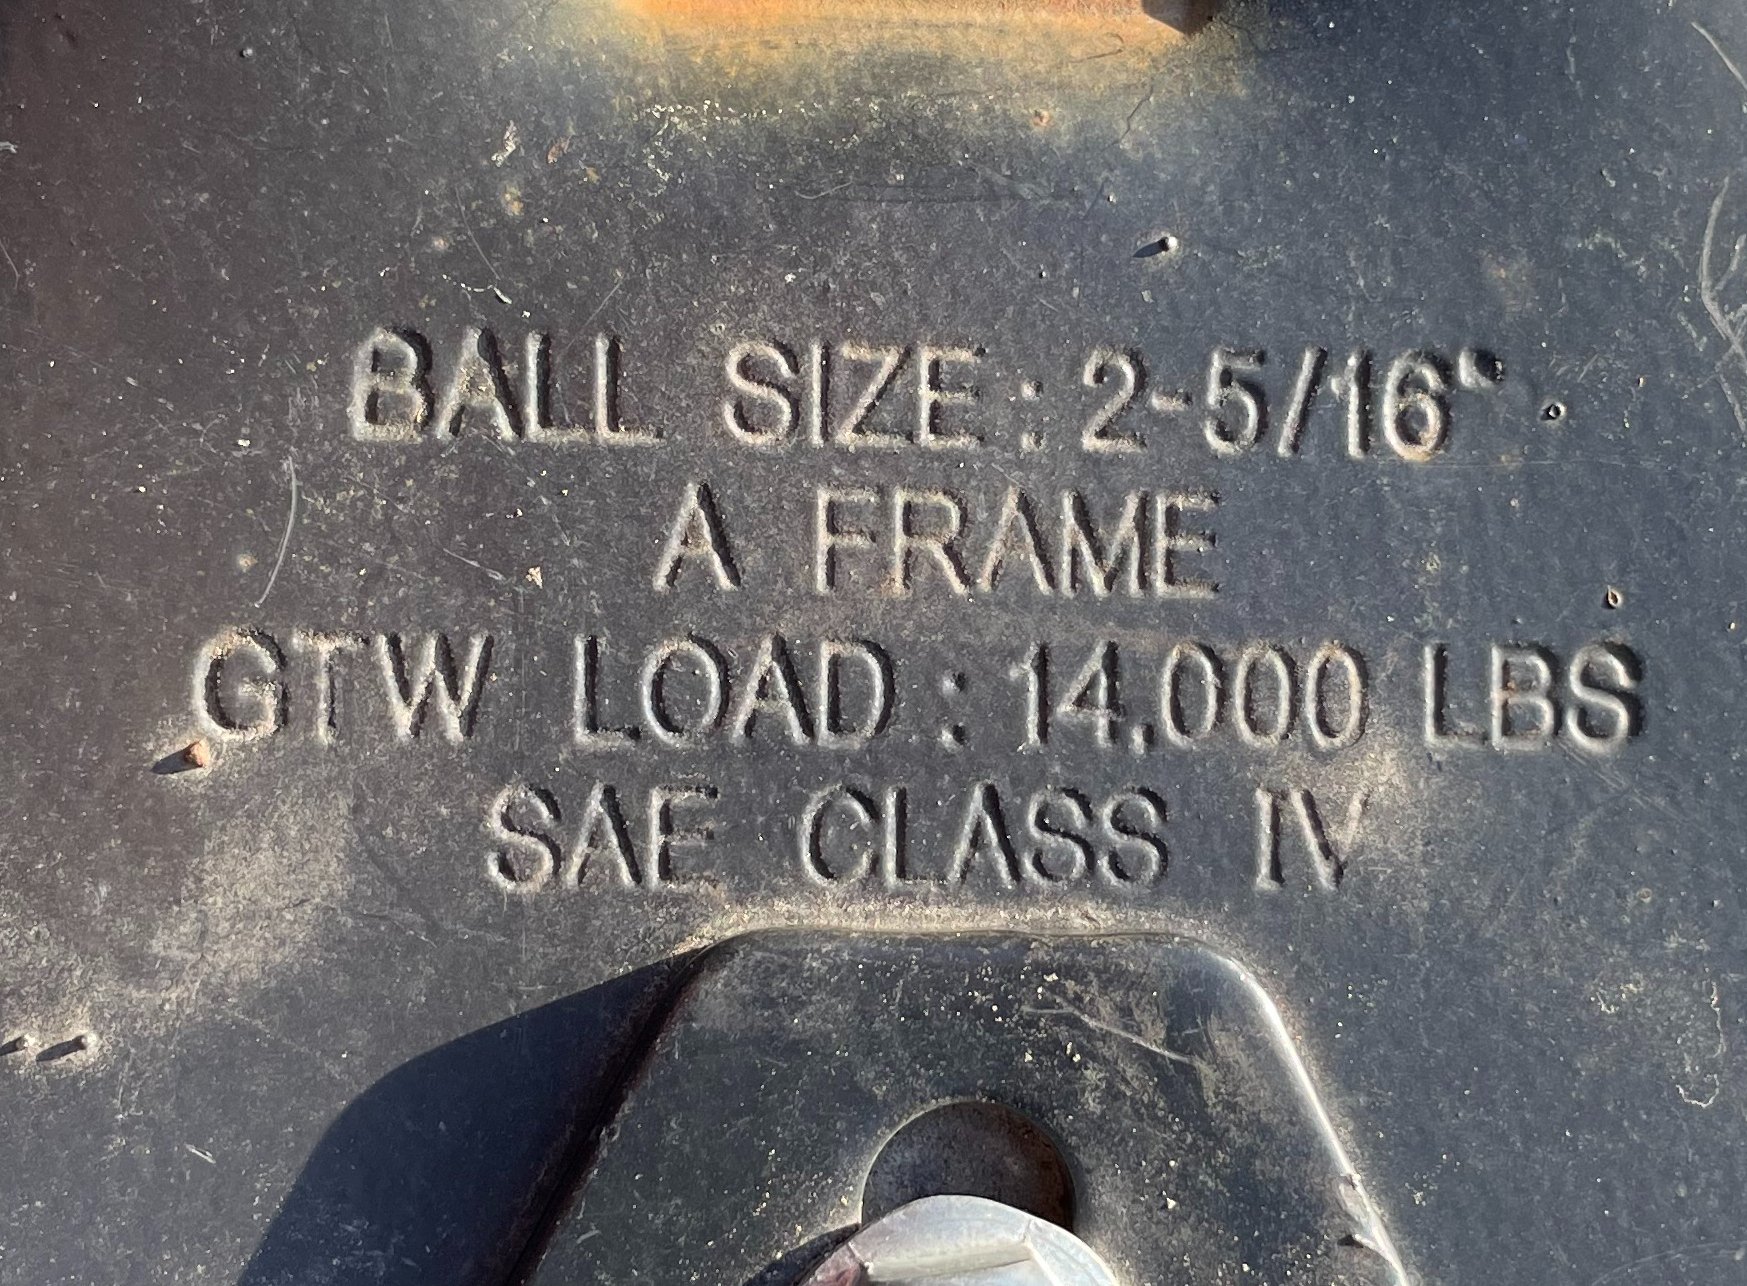 BALL SIZE: 2-5/16"
A FRAME
GTW LOAD: 14,000 LBS
SAE CLASS IV